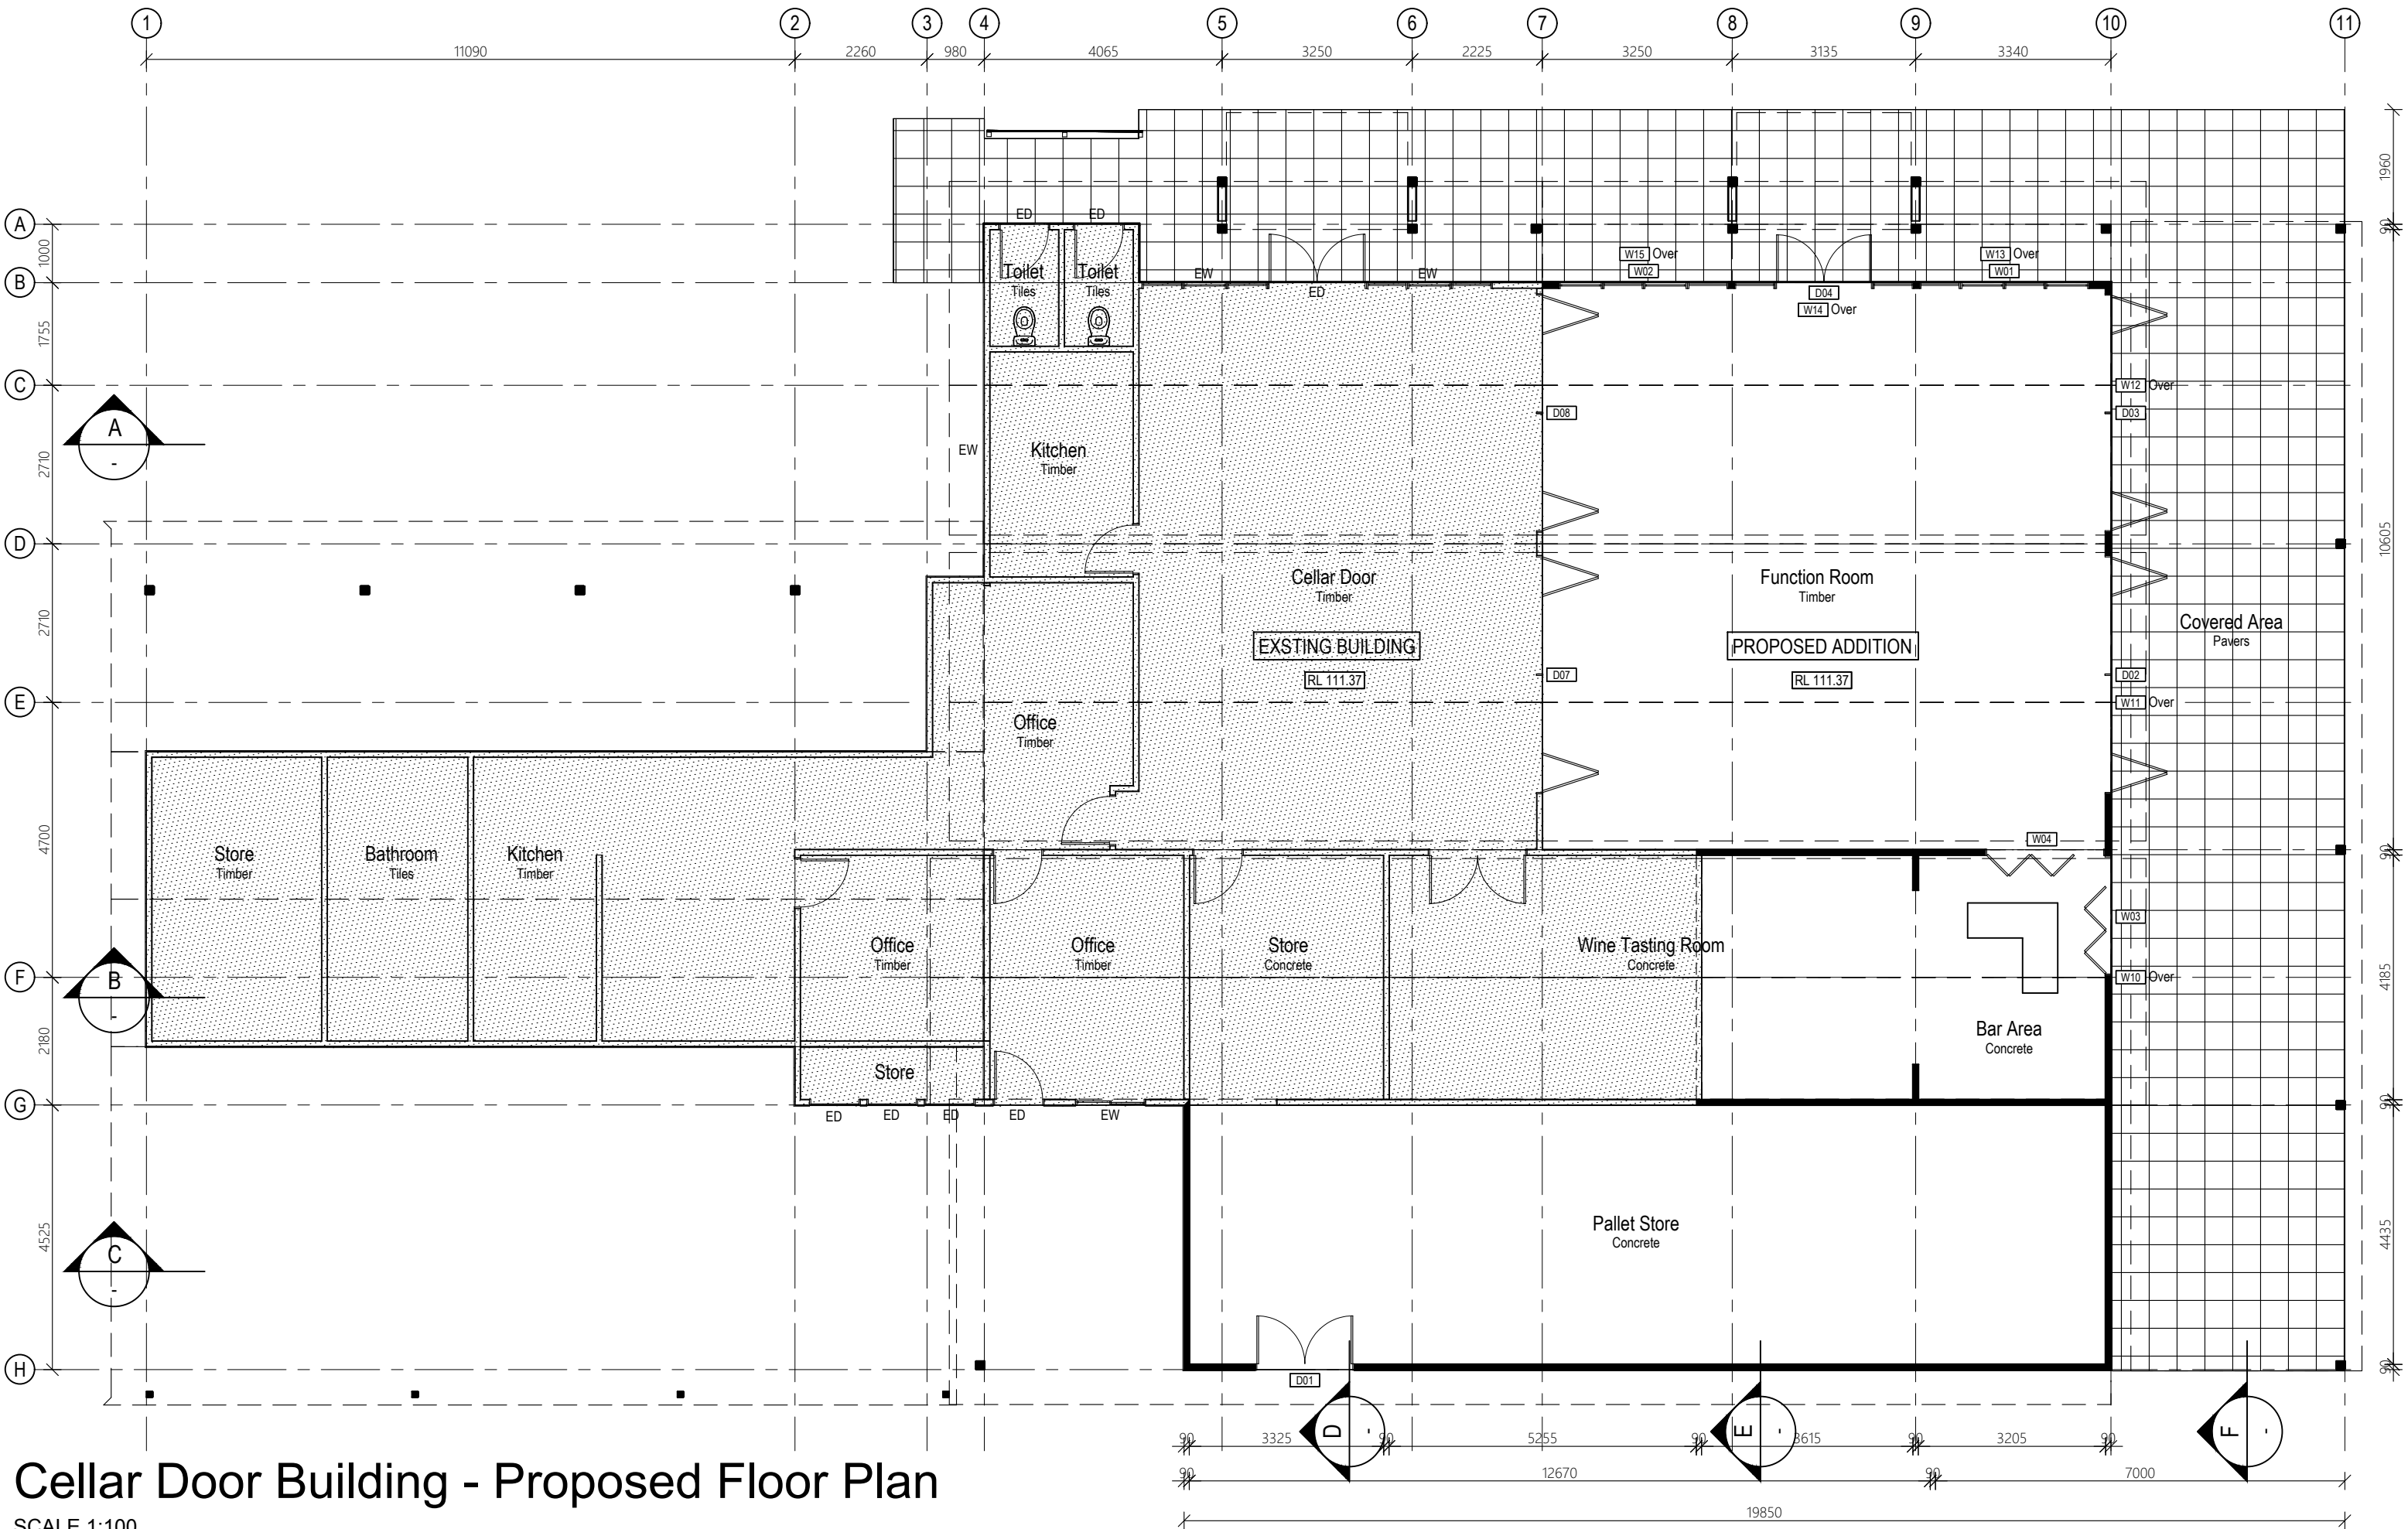 1 2 3 4 5 6 7 8 9 10 11
11090 2260 980 4065 3250 2225 3250 3135 3340
1960
ED ED
A
90
1000
W15 Over W13 Over
Toilet Toilet EW EW W02 W01
B
Tiles Tiles ED D04
W14 Over
1755
C
W12 Over
D08 D03
A
-
EW Kitchen
Timber
2710
D
10605
Cellar Door Function Room
Timber Timber
2710
Covered Area
Pavers
EXSTING BUILDING PROPOSED ADDITION
D07 D02
RL 111.37 RL 111.37
E
W11 Over
Office
Timber
4700
W04
90
Store Bathroom Kitchen
Timber Tiles Timber
W03
Office Office Store Wine Tasting Room
Timber Timber Concrete Concrete
F
B
-
W10 Over
4185
2180
Bar Area
Concrete
Store
G
90
ED ED ED ED EW
4525
C
-
Pallet Store
Concrete
4435
H
90
D01
D - E - F -
90 3325 90 5255 90 3615 90 3205 90
90 12670 90 7000
19850
Cellar Door Building - Proposed Floor Plan
SCALE 1:100